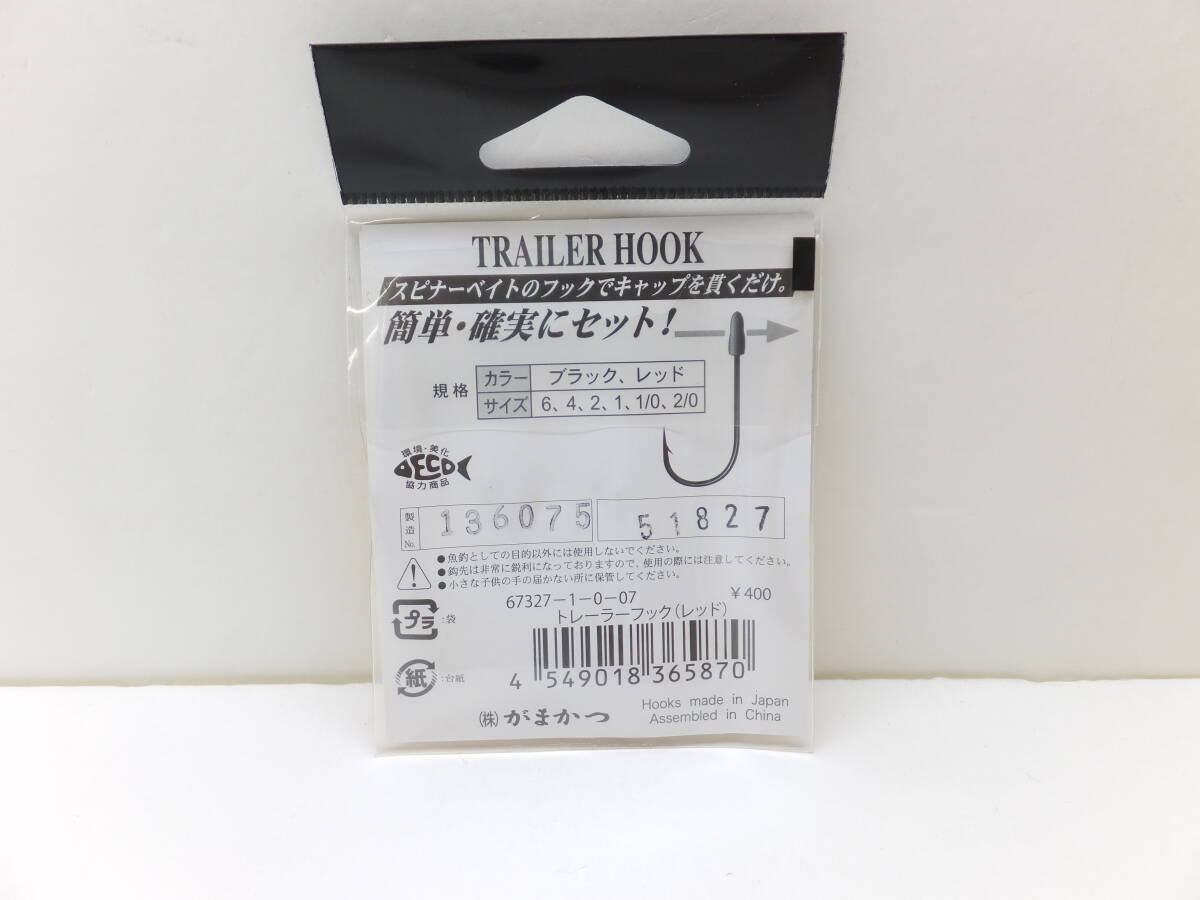 TRAILER HOOK
スピナーベイトのフックでキャップを貫くだけ。
簡単・確実にセット!
規格
カラー ブラック、レッド
サイズ 6、4、2、1、1/0、2/0
環境・美化
ECO
協力商品
製造No. 136075 51827
●魚釣としての目的以外には使用しないでください。
●鈎先は非常に鋭利になっておりますので、使用の際には注意してください。
●小さな子供の手の届かない所に保管してください。
67327-1-0-07 ¥400
トレーラーフック(レッド)
プラ :袋
4 549018 365870
紙 :台紙
(株) がまかつ
Hooks made in Japan
Assembled in China